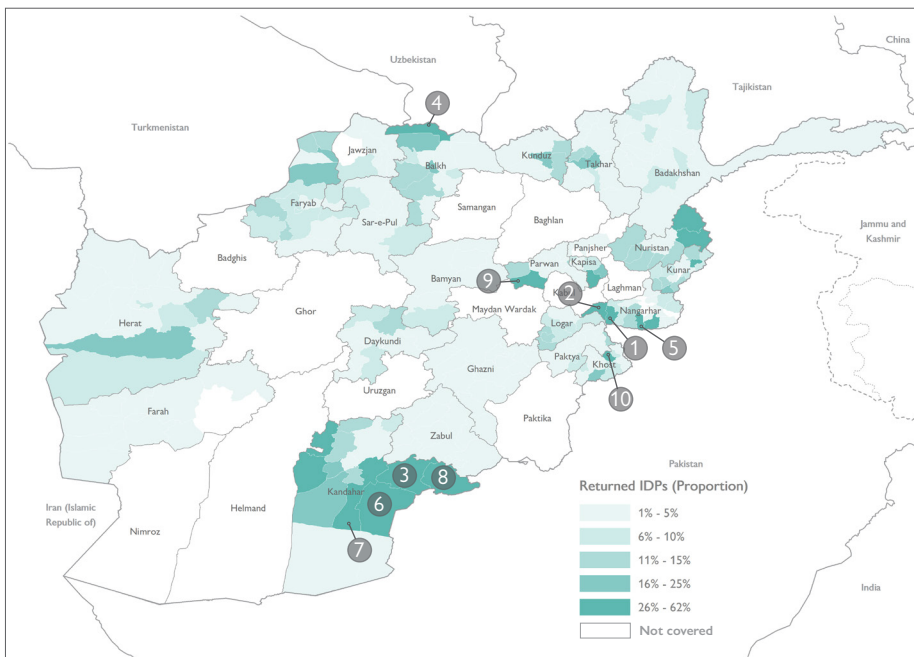 China
Uzbekistan
Tajikistan
4
Turkmenistan
Jawzjan
Kunduz
Takhar
Balkh
Badakhshan
Faryab
Samangan
Sar-e-Pul
Baghlan
Jammu and
Kashmir
Panjsher
Nuristan
Badghis
Parwan
Kapisa
Kunar
Bamyan
9
Laghman
2
Maydan Wardak
Ghor
Nangarhar
Herat
Logar
Daykundi
1
5
Paktya
Khost
Ghazni
Uruzgan
10
Farah
Paktika
Zabul
Pakistan
3
8
Kandahar
6
Iran (Islamic
Republic of)
Helmand
Nimroz
7
Returned IDPs (Proportion)
1% - 5%
6% - 10%
11% - 15%
16% - 25%
26% - 62%
Not covered
India